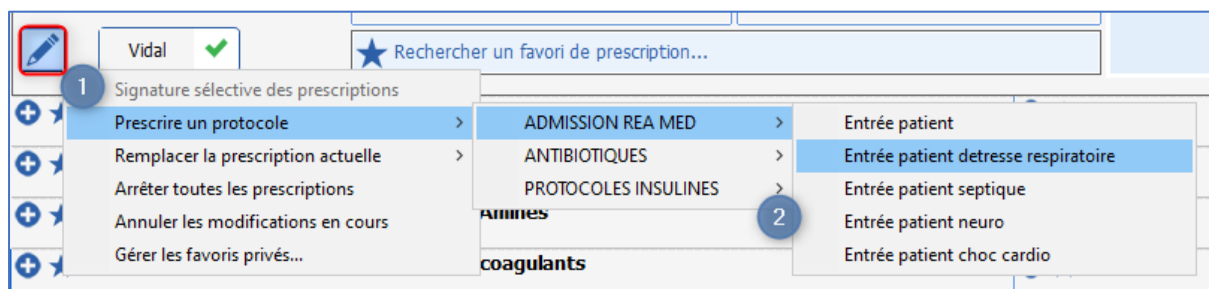 Vidal
Rechercher un favori de prescription...
1
Signature sélective des prescriptions
Prescrire un protocole
Remplacer la prescription actuelle
Arrêter toutes les prescriptions
Annuler les modifications en cours
Gérer les favoris privés...
ADMISSION REA MED
ANTIBIOTIQUES
PROTOCOLES INSULINES
2
Entrée patient
Entrée patient detresse respiratoire
Entrée patient septique
Entrée patient neuro
Entrée patient choc cardio
Amines
coagulants